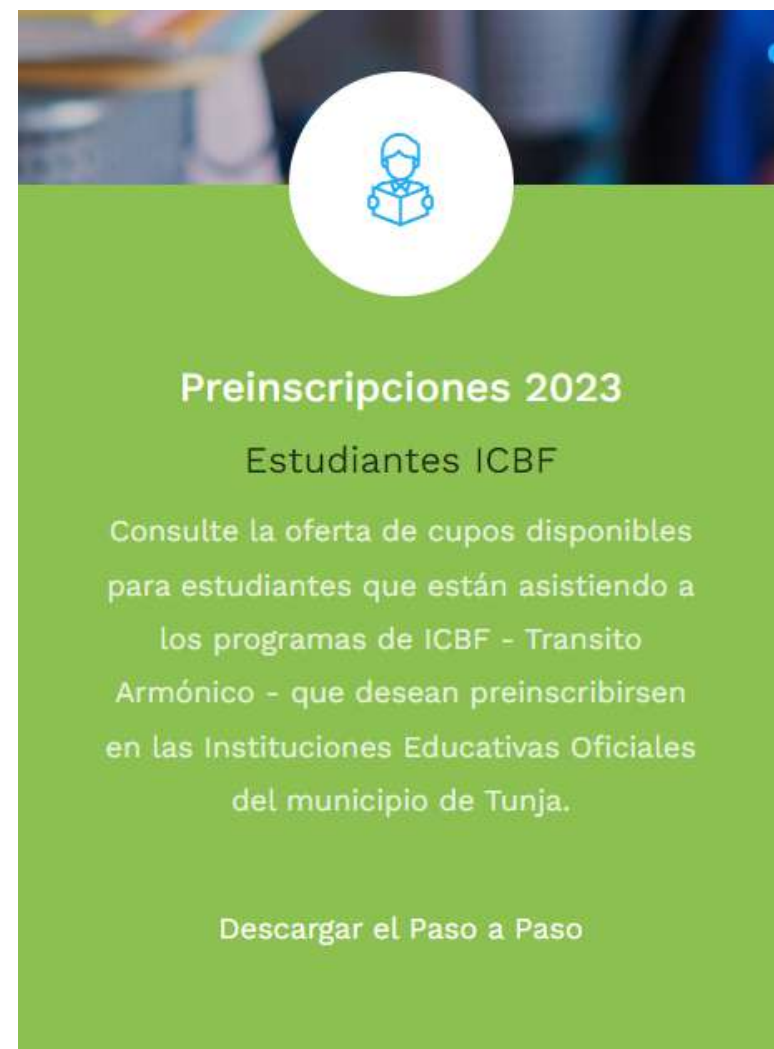 Preinscripciones 2023
Estudiantes ICBF
Consulte la oferta de cupos disponibles
para estudiantes que están asistiendo a
los programas de ICBF - Transito
Armónico - que desean preinscribirsen
en las Instituciones Educativas Oficiales
del municipio de Tunja.
Descargar el Paso a Paso